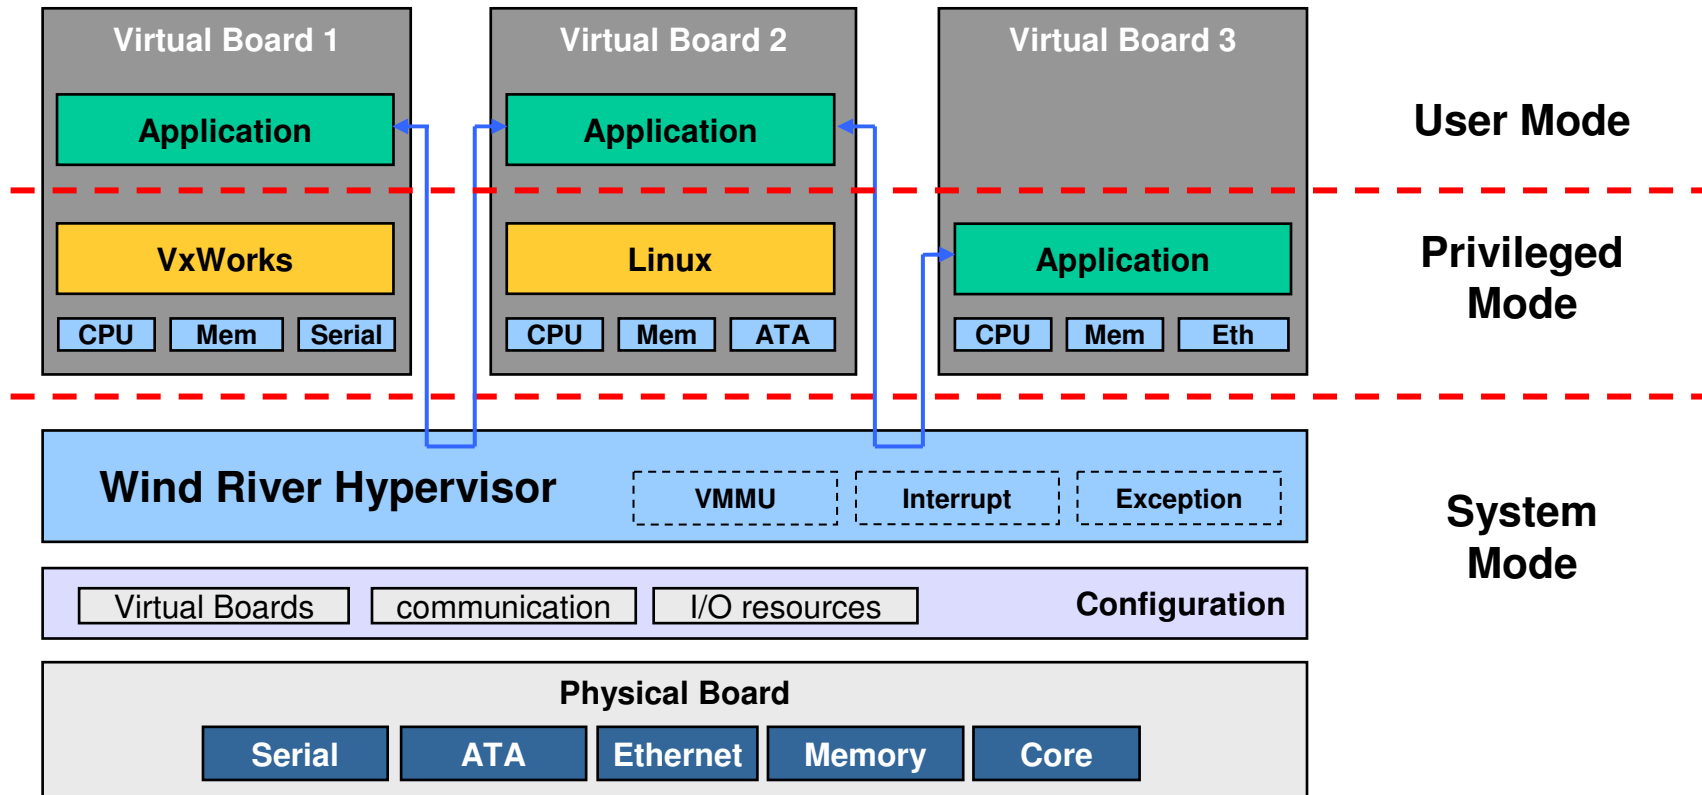 Virtual Board 1
Virtual Board 2
Virtual Board 3
Application
Application
User Mode
VxWorks
Linux
Application
Privileged
Mode
CPU
Mem
Serial
CPU
Mem
ATA
CPU
Mem
Eth
Wind River Hypervisor
VMMU
Interrupt
Exception
System
Mode
Virtual Boards
communication
I/O resources
Configuration
Physical Board
Serial
ATA
Ethernet
Memory
Core